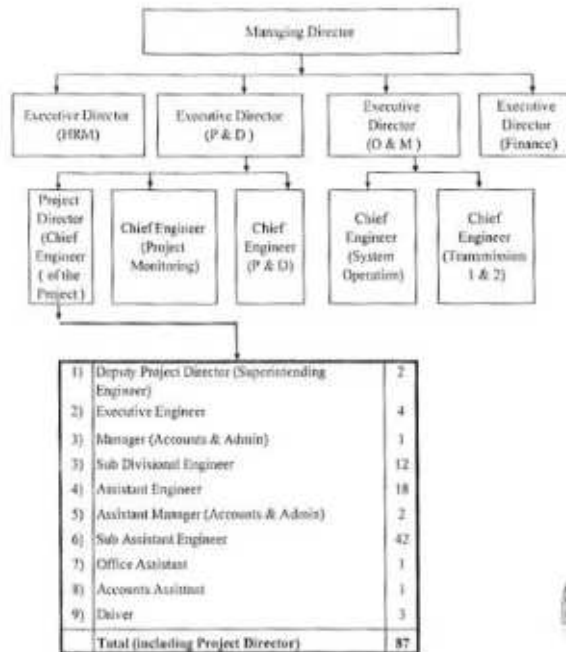 Managing Director
Executive Director
(HRM)
Executive Director
(P & D )
Executive
Director
(O & M )
Executive
Director
(Finance)
Project
Director
(Chief
Engineer
( of the
Project )
Chief Engineer
(Project
Monitoring)
Chief
Engineer
(P & D)
Chief
Engineer
(System
Operation)
Chief
Engineer
(Transmission
1 & 2)
1) Deputy Project Director (Superintending
Engineer) 2
2) Executive Engineer 4
3) Manager (Accounts & Admin) 1
3) Sub Divisional Engineer 12
4) Assistant Engineer 18
5) Assistant Manager (Accounts & Admin) 2
6) Sub Assistant Engineer 42
7) Office Assistant 1
8) Accounts Assistant 1
9) Driver 3
Total (including Project Director) 87